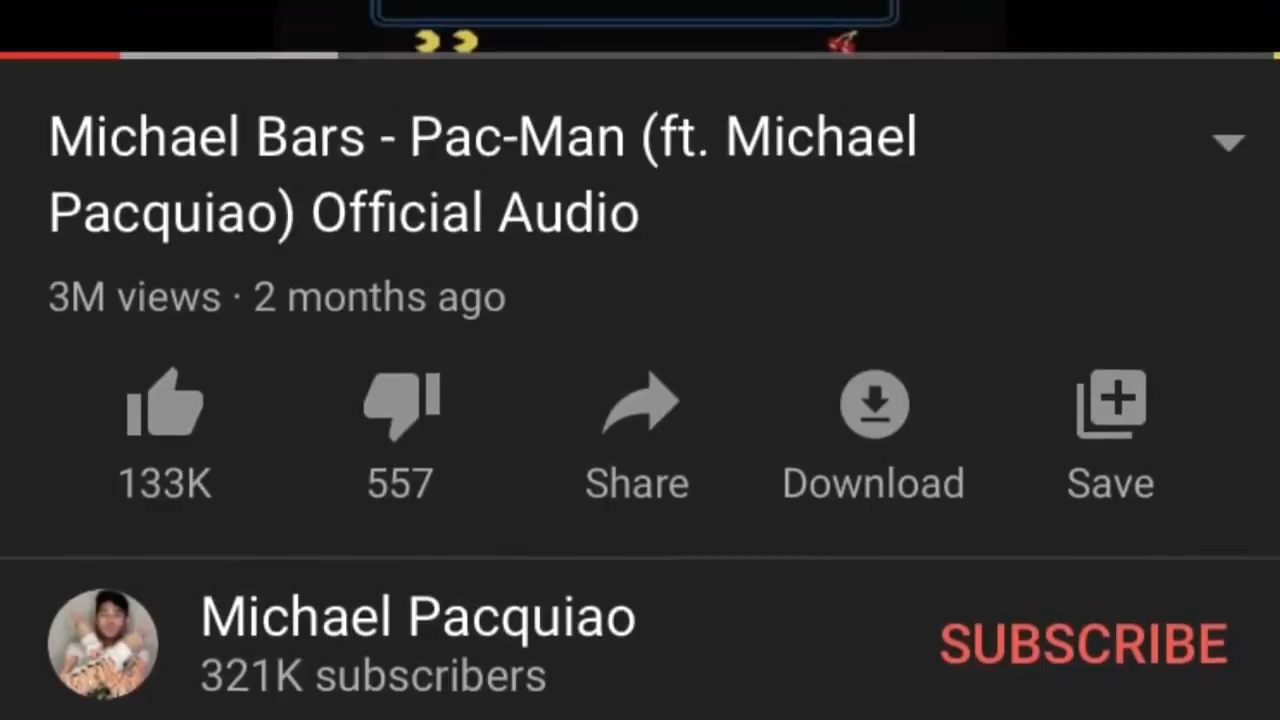 Michael Bars - Pac-Man (ft. Michael
Pacquiao) Official Audio
3M views · 2 months ago
133K
557
Share
Download
Save
Michael Pacquiao
321K subscribers
SUBSCRIBE